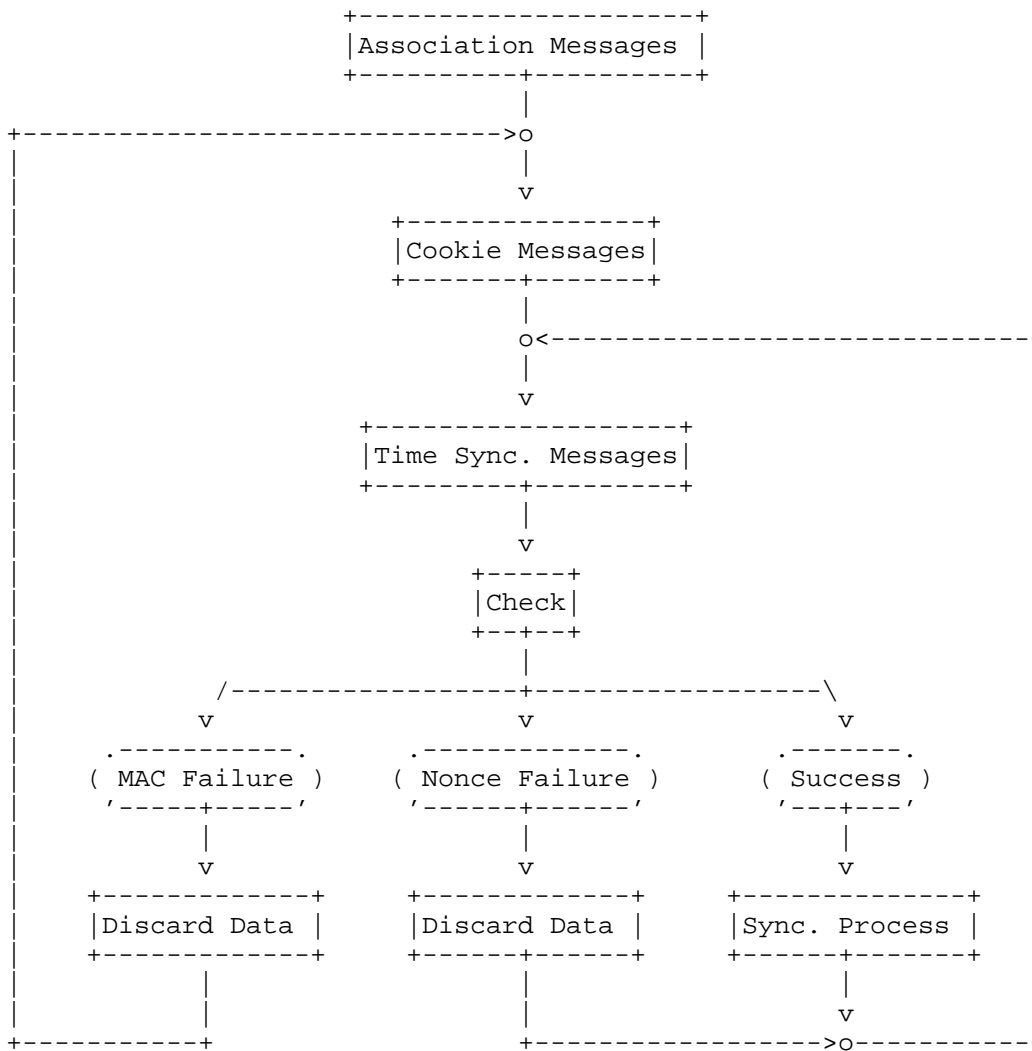 Association Messages
Cookie Messages
Time Sync. Messages
Check
( MAC Failure ) ( Nonce Failure ) ( Success )
Discard Data Discard Data Sync. Process